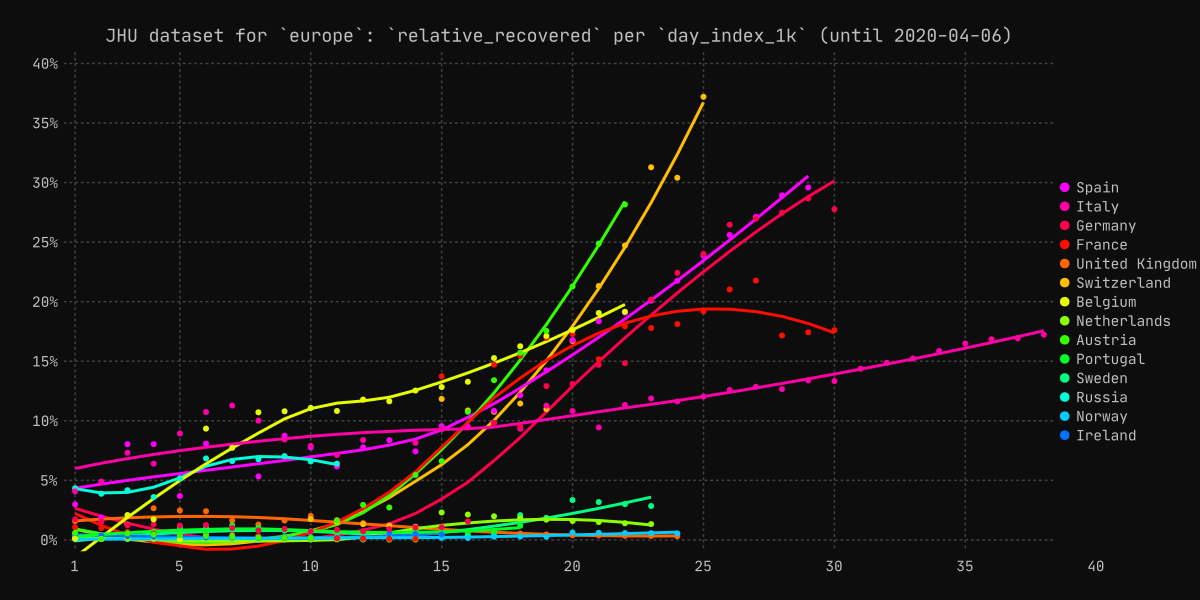 JHU dataset for `europe`: `relative_recovered` per `day_index_1k` (until 2020-04-06)
40%
35%
30%
25%
20%
15%
10%
5%
0%
1 5 10 15 20 25 30 35 40
Spain
Italy
Germany
France
United Kingdom
Switzerland
Belgium
Netherlands
Austria
Portugal
Sweden
Russia
Norway
Ireland